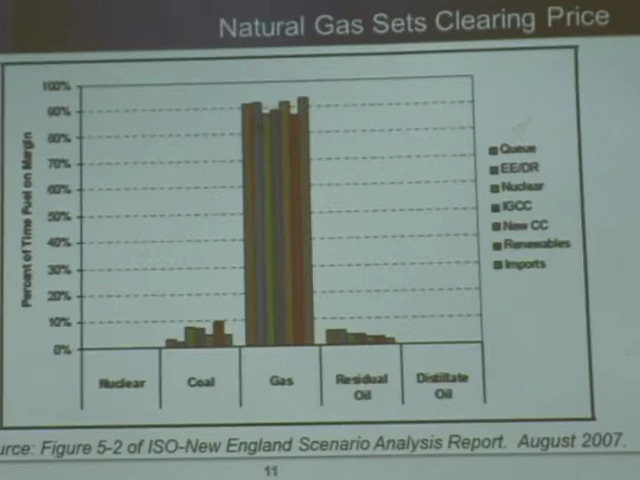 Natural Gas Sets Clearing Price
Percent of Time Fuel on Margin
100%
90%
80%
70%
60%
50%
40%
30%
20%
10%
0%
Nuclear
Coal
Gas
Residual
Oil
Distillate
Oil
Queue
EE/DR
Nuclear
IGCC
New CC
Renewables
Imports
urce: Figure 5-2 of ISO-New England Scenario Analysis Report. August 2007.
11